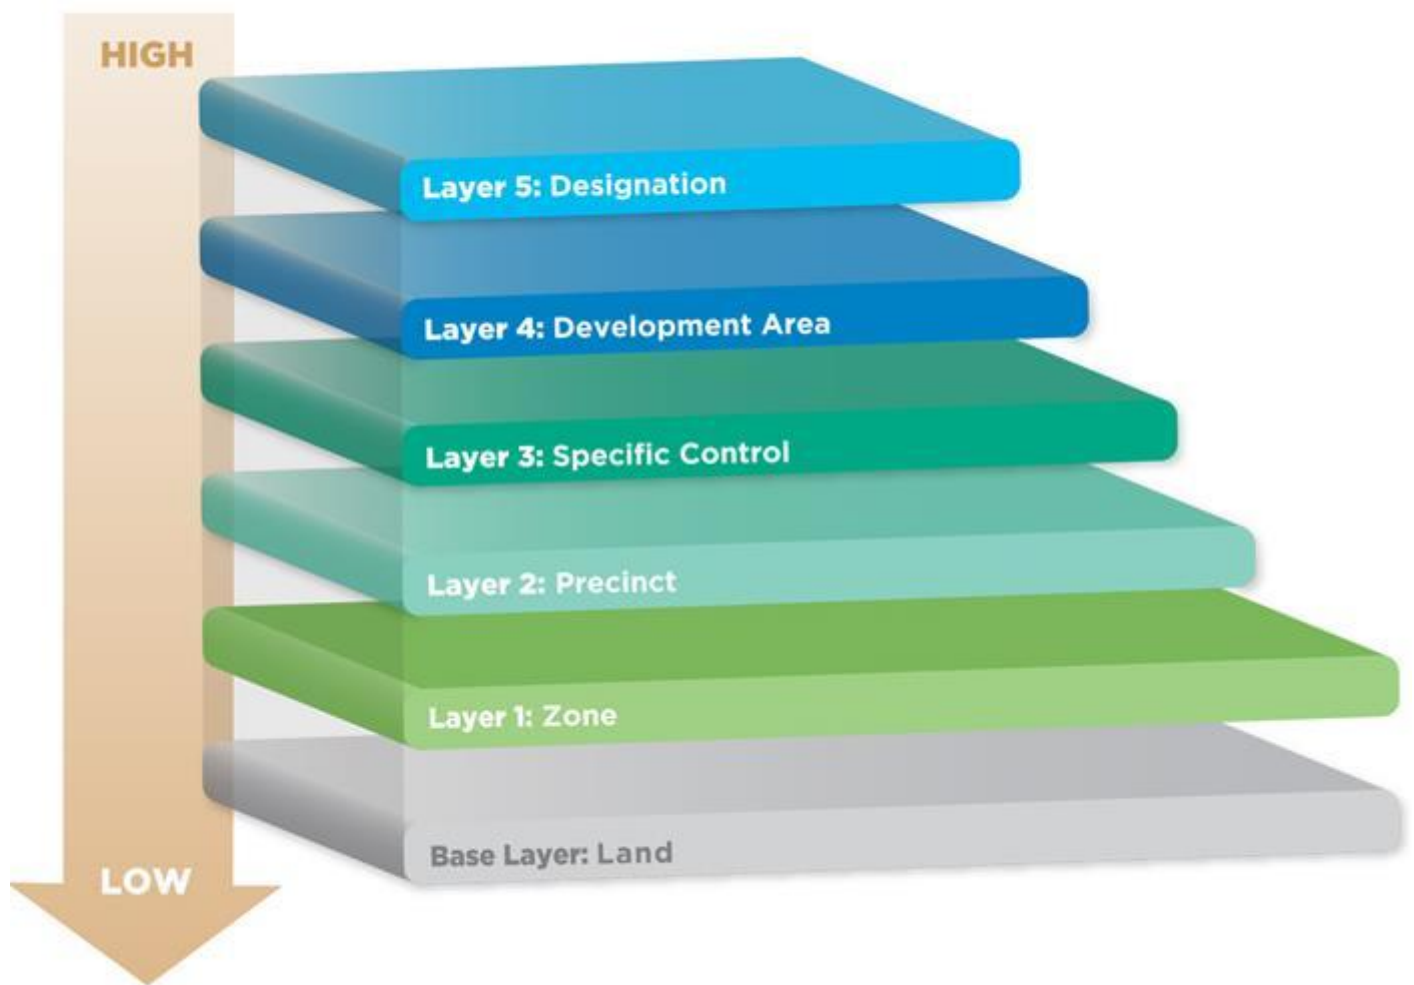 HIGH
Layer 5: Designation
Layer 4: Development Area
Layer 3: Specific Control
Layer 2: Precinct
Layer 1: Zone
Base Layer: Land
LOW